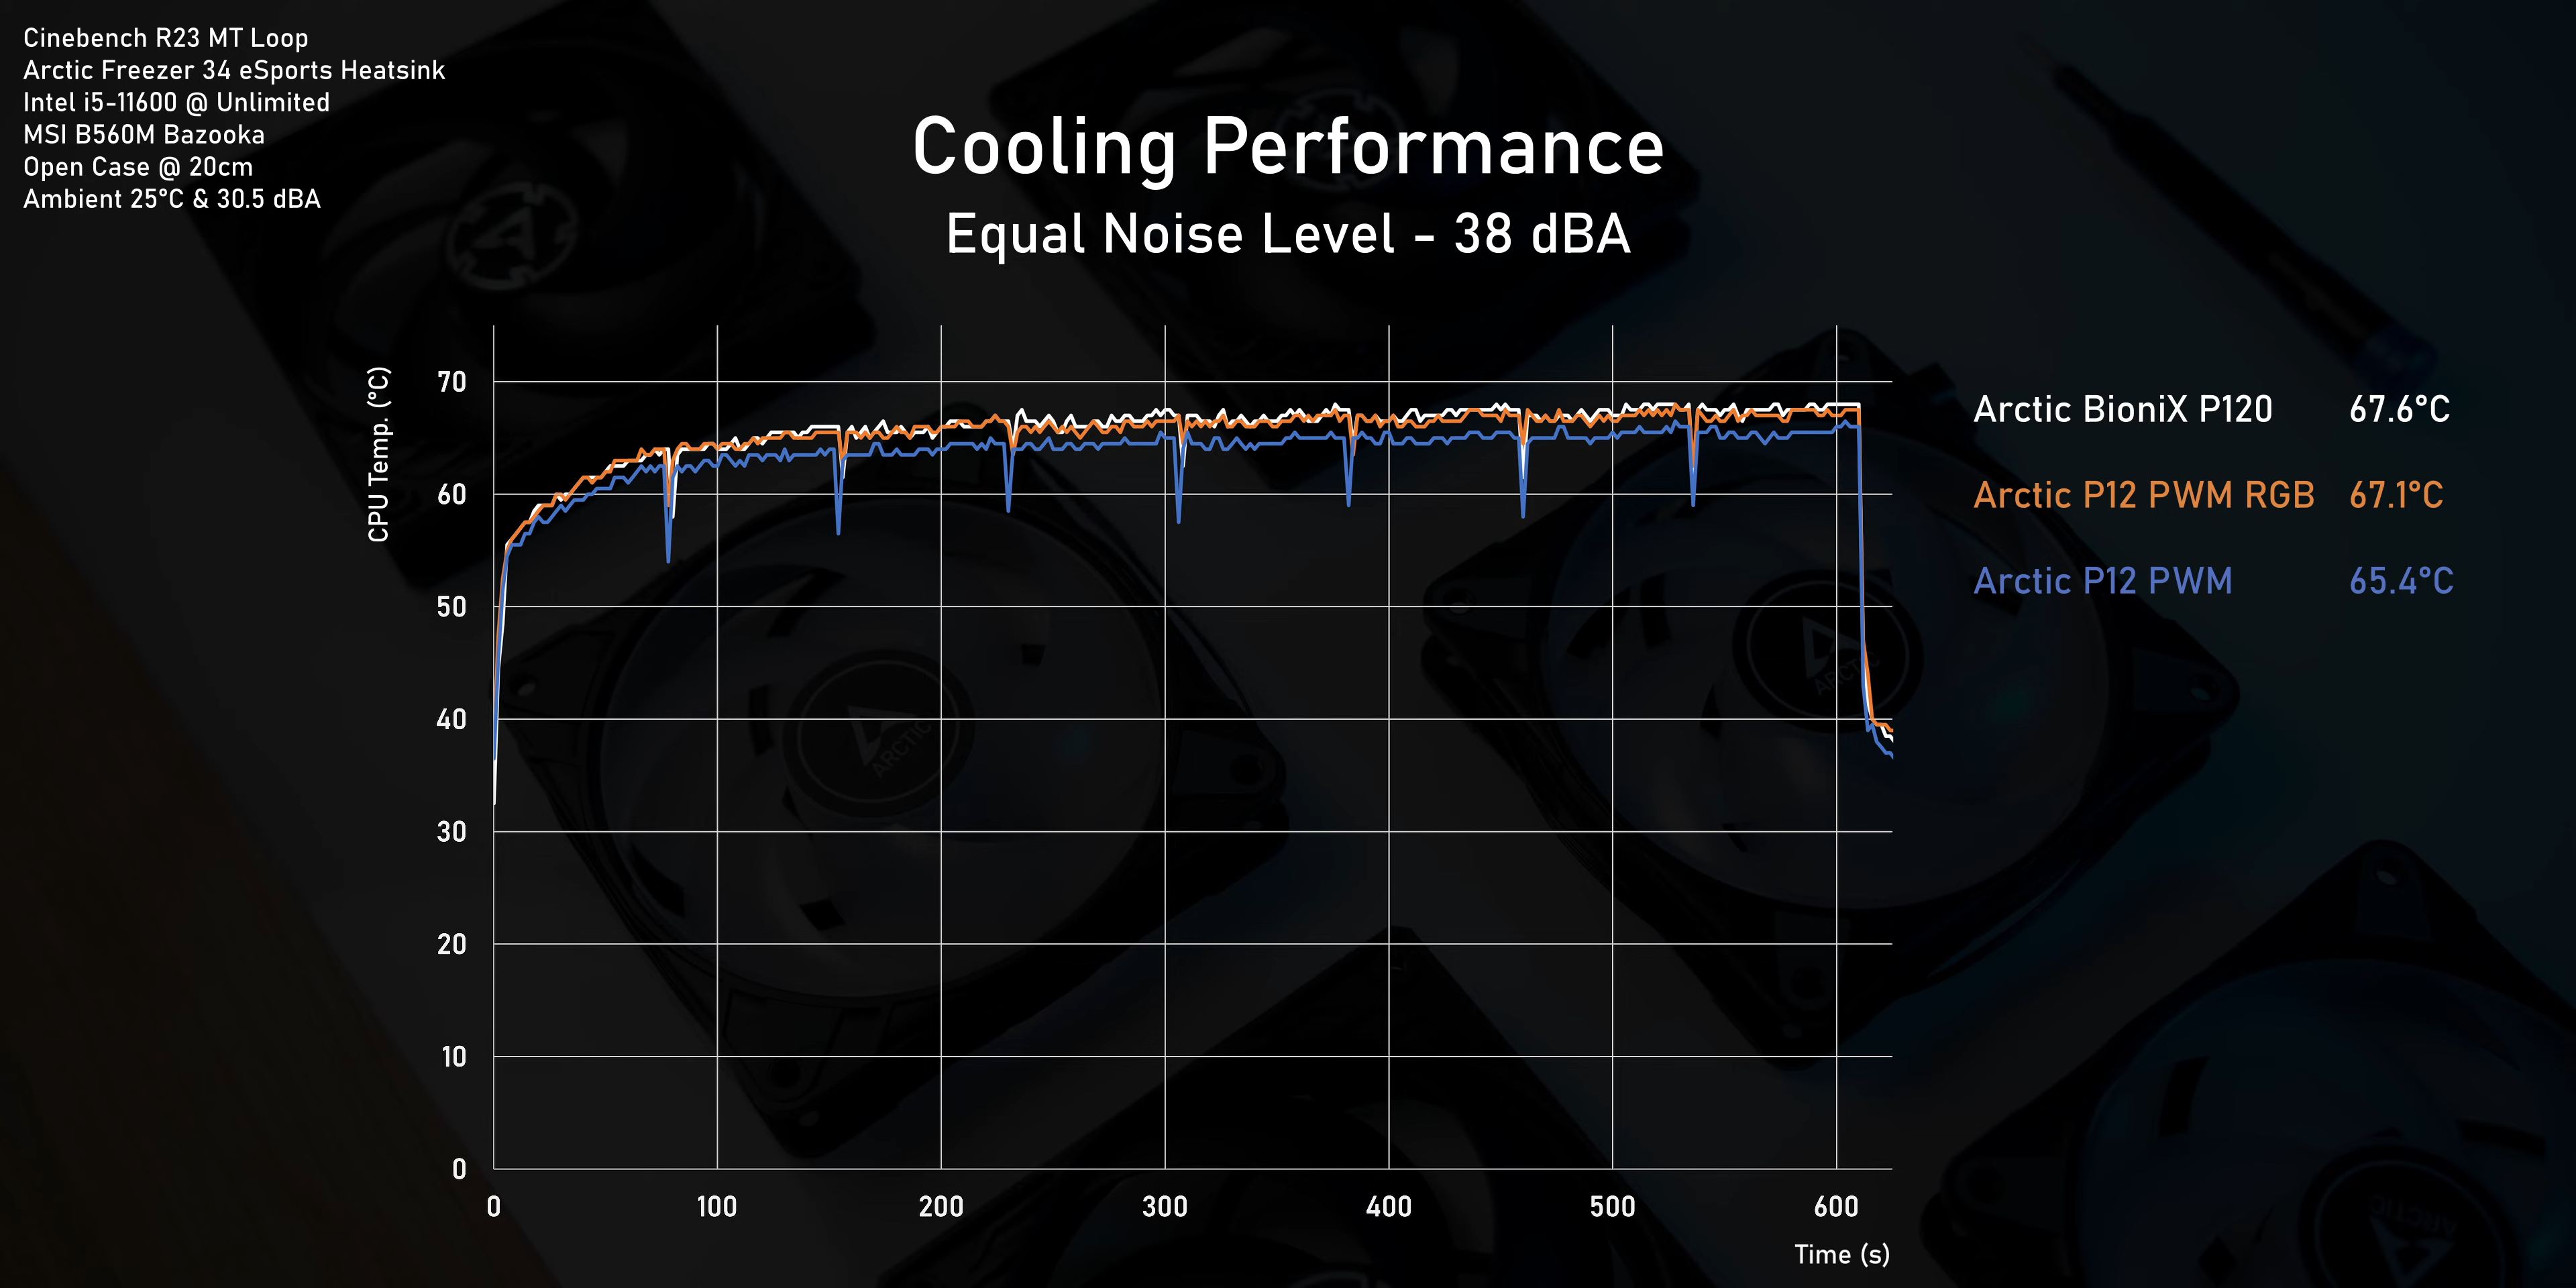 Cinebench R23 MT Loop
Arctic Freezer 34 eSports Heatsink
Intel i5-11600 @ Unlimited
MSI B560M Bazooka
Open Case @ 20cm
Ambient 25°C & 30.5 dBA
Cooling Performance
Equal Noise Level - 38 dBA
CPU Temp. (°C)
70
60
50
40
30
20
10
0
0 100 200 300 400 500 600
Time (s)
Arctic BioniX P120 67.6°C
Arctic P12 PWM RGB 67.1°C
Arctic P12 PWM 65.4°C
ARCTIC
ARCTIC
ARCTIC